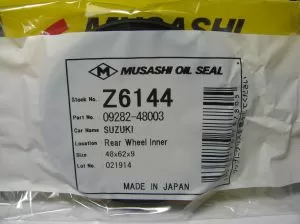 MUSASHI
M MUSASHI OIL SEAL
Stock No. Z6144
Part No. 09282-48003
Car Name SUZUKI
Location Rear Wheel Inner
Size 48x62x9
Lot No. 021914
MADE IN JAPAN